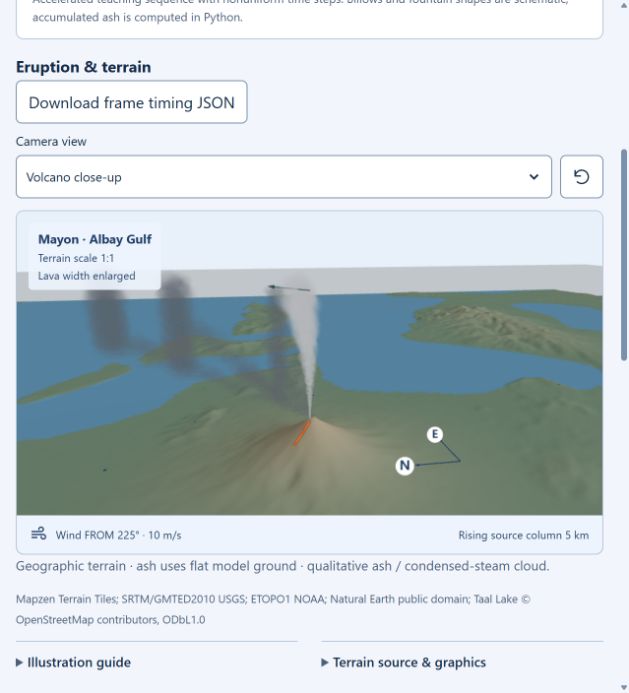 Accelerated teaching sequence with nonuniform time steps. Billows and fountain shapes are schematic,
accumulated ash is computed in Python.
Eruption & terrain
Download frame timing JSON
Camera view
Volcano close-up
Mayon · Albay Gulf
Terrain scale 1:1
Lava width enlarged
E
N
Wind FROM 225° · 10 m/s
Rising source column 5 km
Geographic terrain · ash uses flat model ground · qualitative ash / condensed-steam cloud.
Mapzen Terrain Tiles; SRTM/GMTED2010 USGS; ETOPO1 NOAA; Natural Earth public domain; Taal Lake ©
OpenStreetMap contributors, ODbL1.0
Illustration guide
Terrain source & graphics